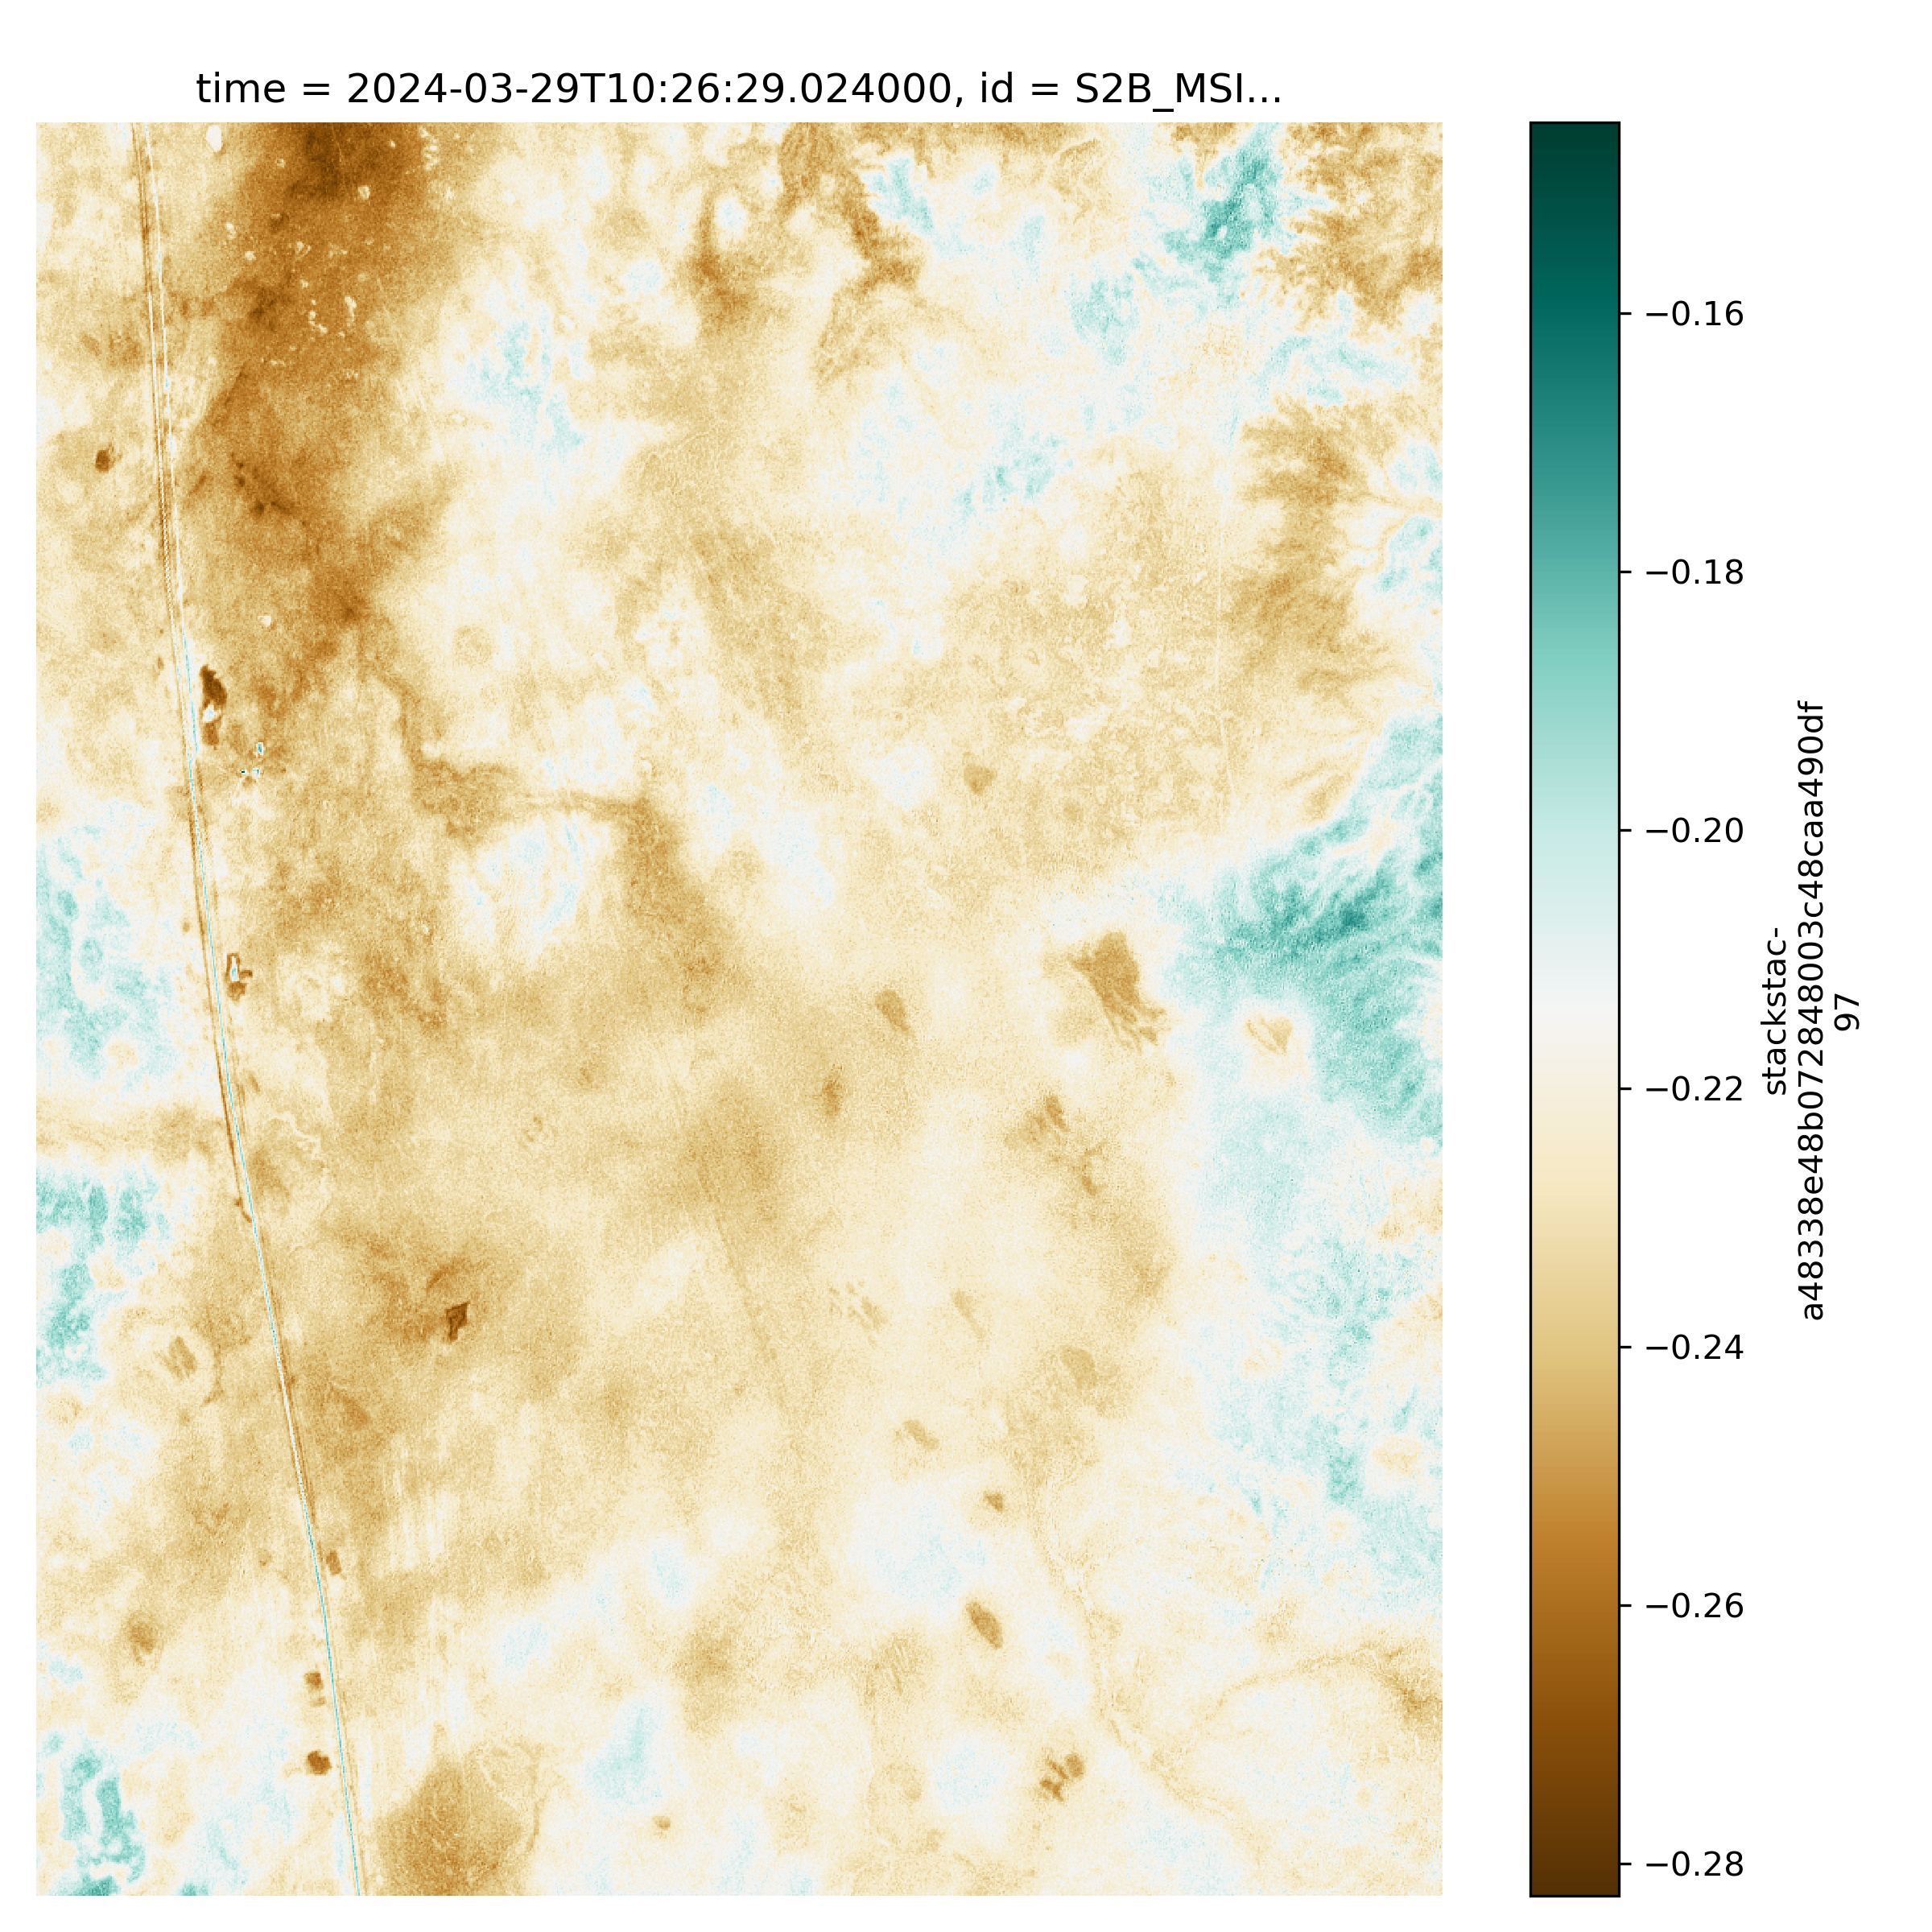 time = 2024-03-29T10:26:29.024000, id = S2B_MSI...
−0.16
−0.18
−0.20
−0.22
−0.24
−0.26
−0.28
stackstac-
a48338e48b072848003c48caa490df
97